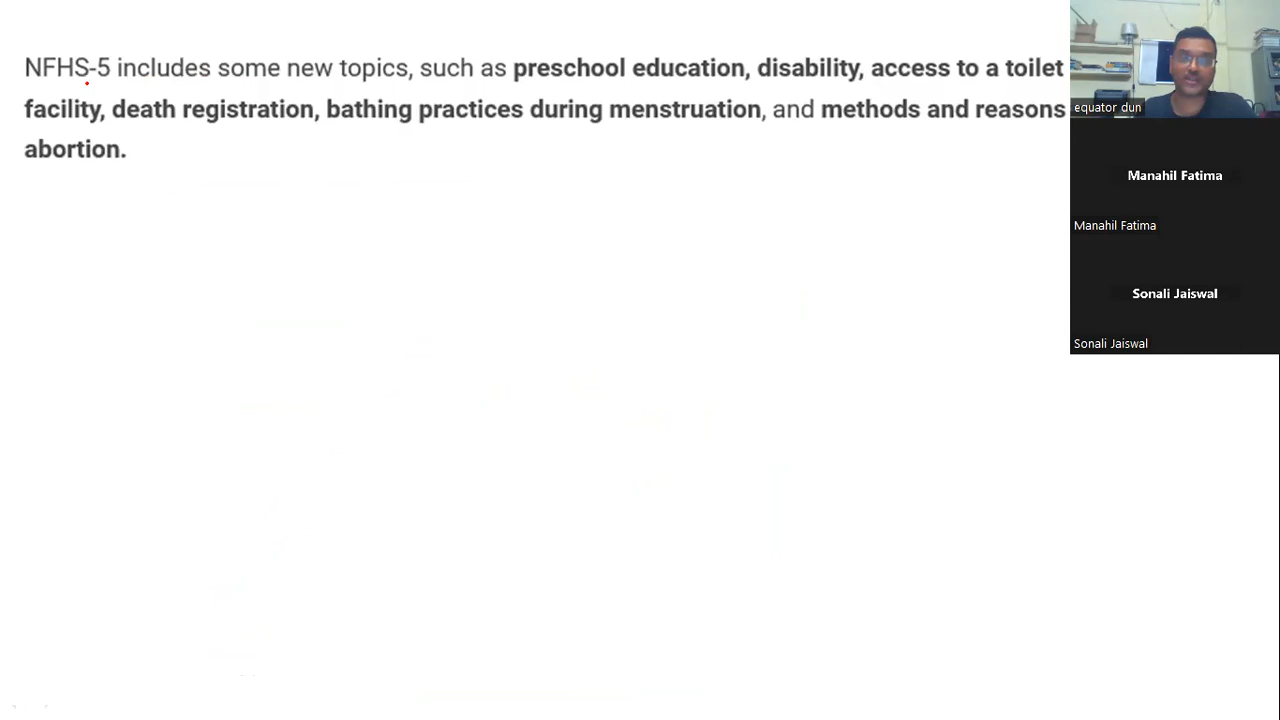 NFHS-5 includes some new topics, such as preschool education, disability, access to a toilet
facility, death registration, bathing practices during menstruation, and methods and reasons
abortion.
equator dun
Manahil Fatima
Manahil Fatima
Sonali Jaiswal
Sonali Jaiswal